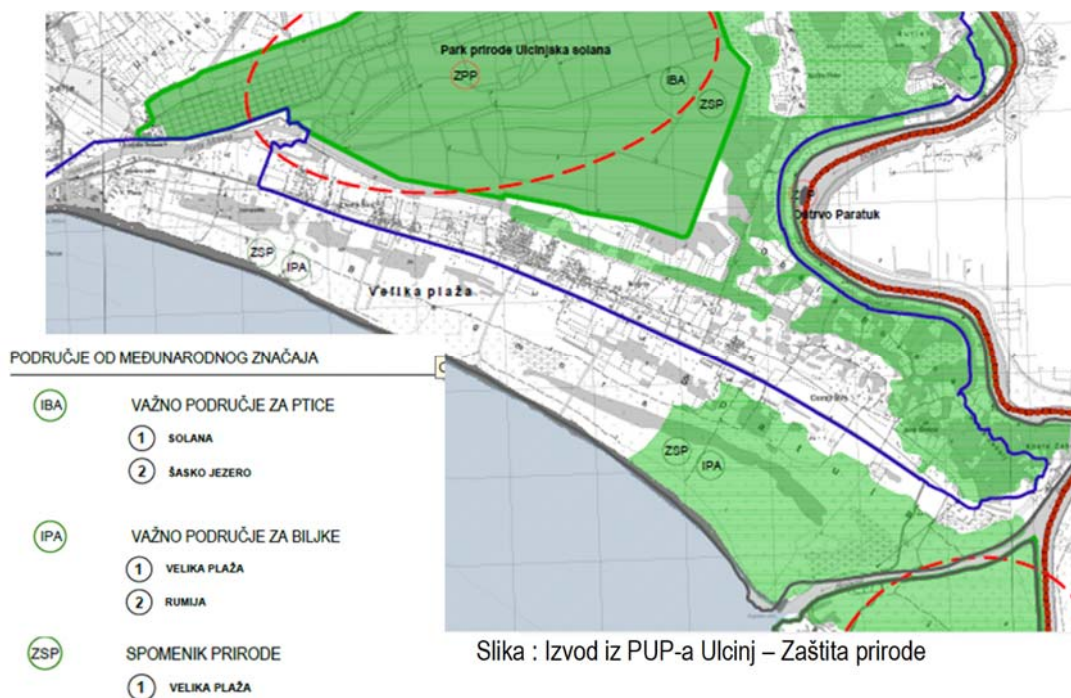 Park prirode Ulcinjska solana
ZPP
IBA
ZSP
Ostrvo Paratuk
ZSP
IPA
Velika plaža
ZSP
IPA
PODRUČJE OD MEĐUNARODNOG ZNAČAJA
IBA VAŽNO PODRUČJE ZA PTICE
1 SOLANA
2 ŠASKO JEZERO
IPA VAŽNO PODRUČJE ZA BILJKE
1 VELIKA PLAŽA
2 RUMIJA
ZSP SPOMENIK PRIRODE
1 VELIKA PLAŽA
Slika : Izvod iz PUP-a Ulcinj – Zaštita prirode